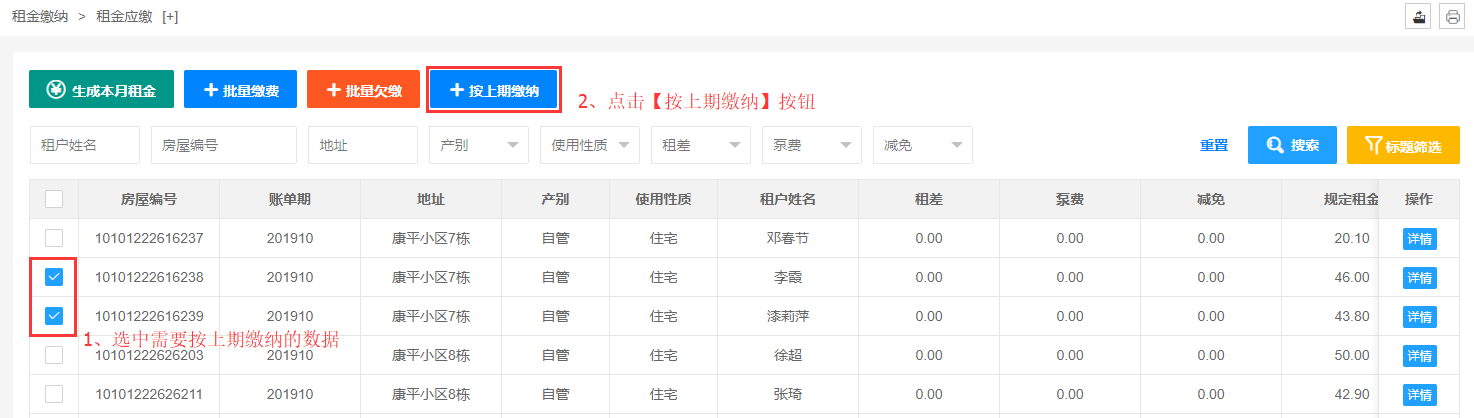 租金缴纳 > 租金应缴 [+]
生成本月租金 批量缴费 批量欠缴 按上期缴纳
2、点击【按上期缴纳】按钮
租户姓名 房屋编号 地址 产别 使用性质 租差 泵费 减免 重置 搜索 标题筛选
房屋编号 账单期 地址 产别 使用性质 租户姓名 租差 泵费 减免 规定租金 操作
10101222616237 201910 康平小区7栋 自管 住宅 邓春节 0.00 0.00 0.00 20.10 详情
10101222616238 201910 康平小区7栋 自管 住宅 李霞 0.00 0.00 0.00 46.00 详情
10101222616239 201910 康平小区7栋 自管 住宅 漆莉萍 0.00 0.00 0.00 43.80 详情
1、选中需要按上期缴纳的数据
10101222626203 201910 康平小区8栋 自管 住宅 徐超 0.00 0.00 0.00 50.00 详情
10101222626211 201910 康平小区8栋 自管 住宅 张琦 0.00 0.00 0.00 42.90 详情